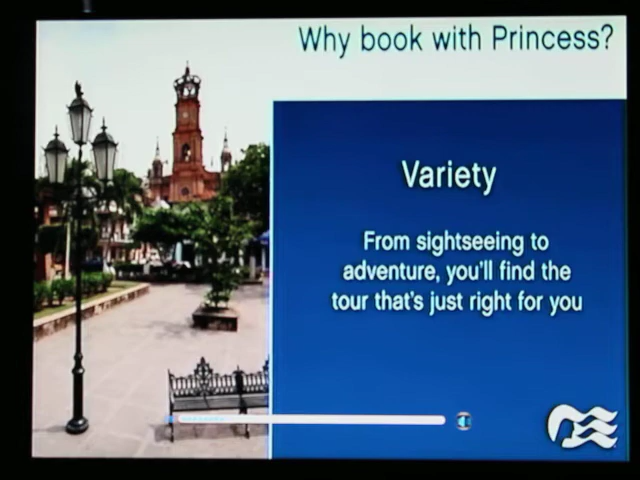 Why book with Princess?
Variety
From sightseeing to
adventure, you'll find the
tour that's just right for you